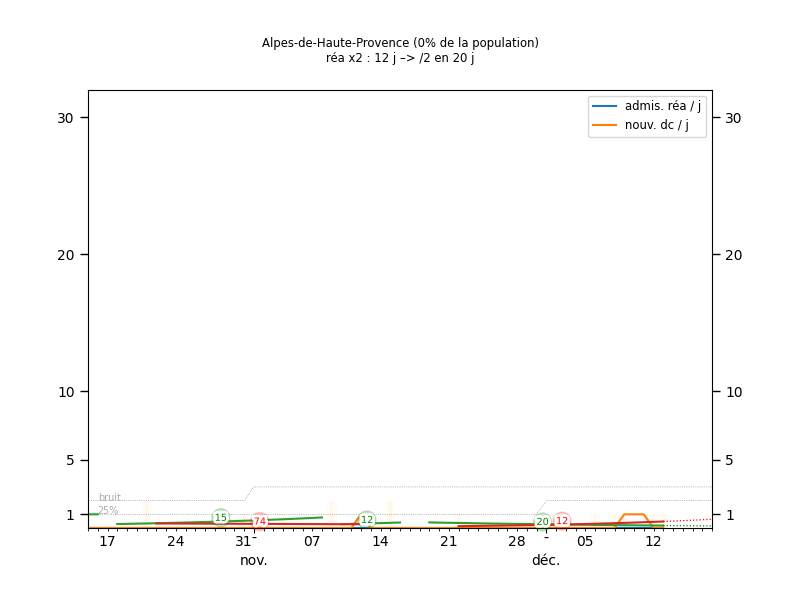 Alpes-de-Haute-Provence (0% de la population)
réa x2 : 12 j –> /2 en 20 j
admis. réa / j
nouv. dc / j
30 30
20 20
10 10
5 5
bruit
25%
1 1
15 74 12 20 12
17 24 31 07 14 21 28 05 12
nov. déc.